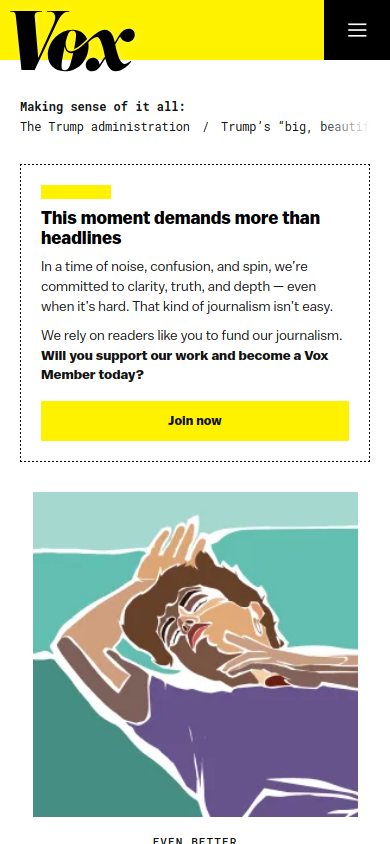 Vox
Making sense of it all:
The Trump administration / Trump's "big, beautif
This moment demands more than
headlines
In a time of noise, confusion, and spin, we're
committed to clarity, truth, and depth — even
when it's hard. That kind of journalism isn't easy.
We rely on readers like you to fund our journalism.
Will you support our work and become a Vox
Member today?
Join now
EVEN BETTER